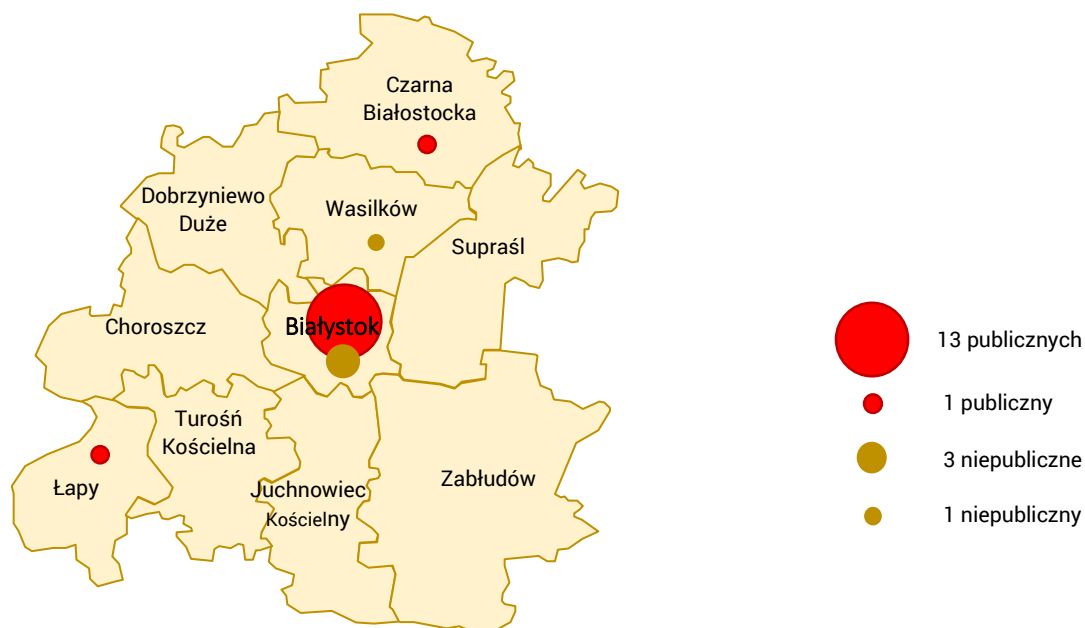 Czarna
Białostocka
Dobrzyniewo
Duże
Wasilków
Supraśl
Choroszcz
Białystok
Turośń
Kościelna
Łapy
Juchnowiec
Kościelny
Zabłudów
13 publicznych
1 publiczny
3 niepubliczne
1 niepubliczny